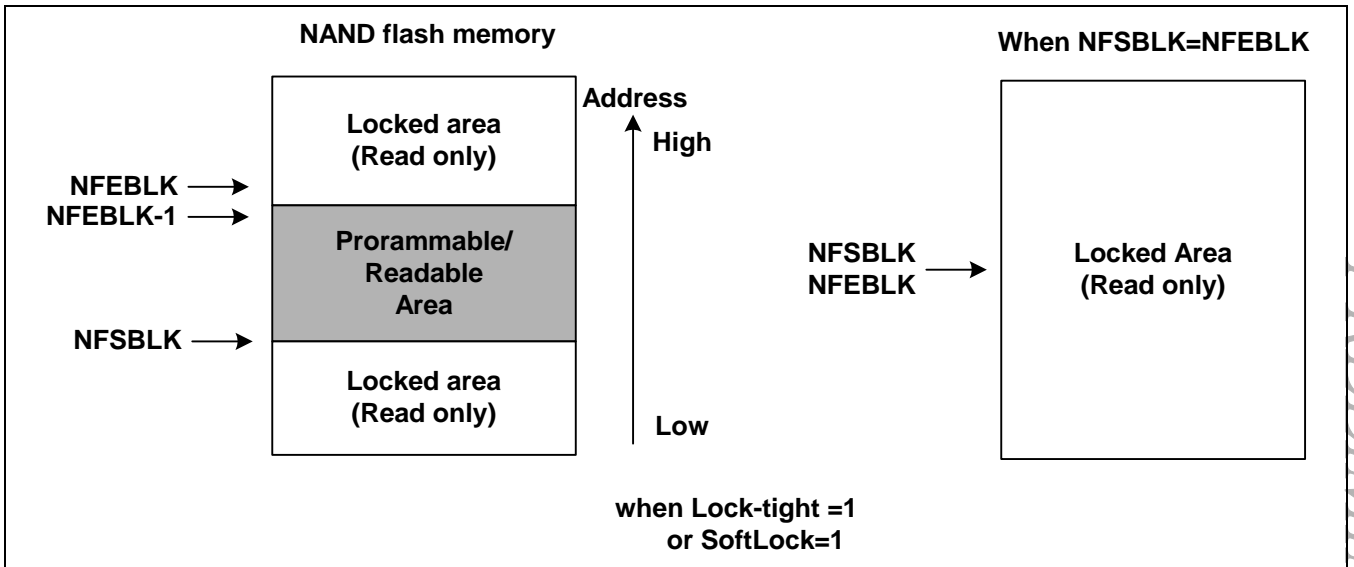 NAND flash memory
Locked area
(Read only)
NFEBLK
NFEBLK-1
Prorammable/
Readable
Area
NFSBLK
Locked area
(Read only)
Address
High
Low
when Lock-tight =1
or SoftLock=1
When NFSBLK=NFEBLK
NFSBLK
NFEBLK
Locked Area
(Read only)